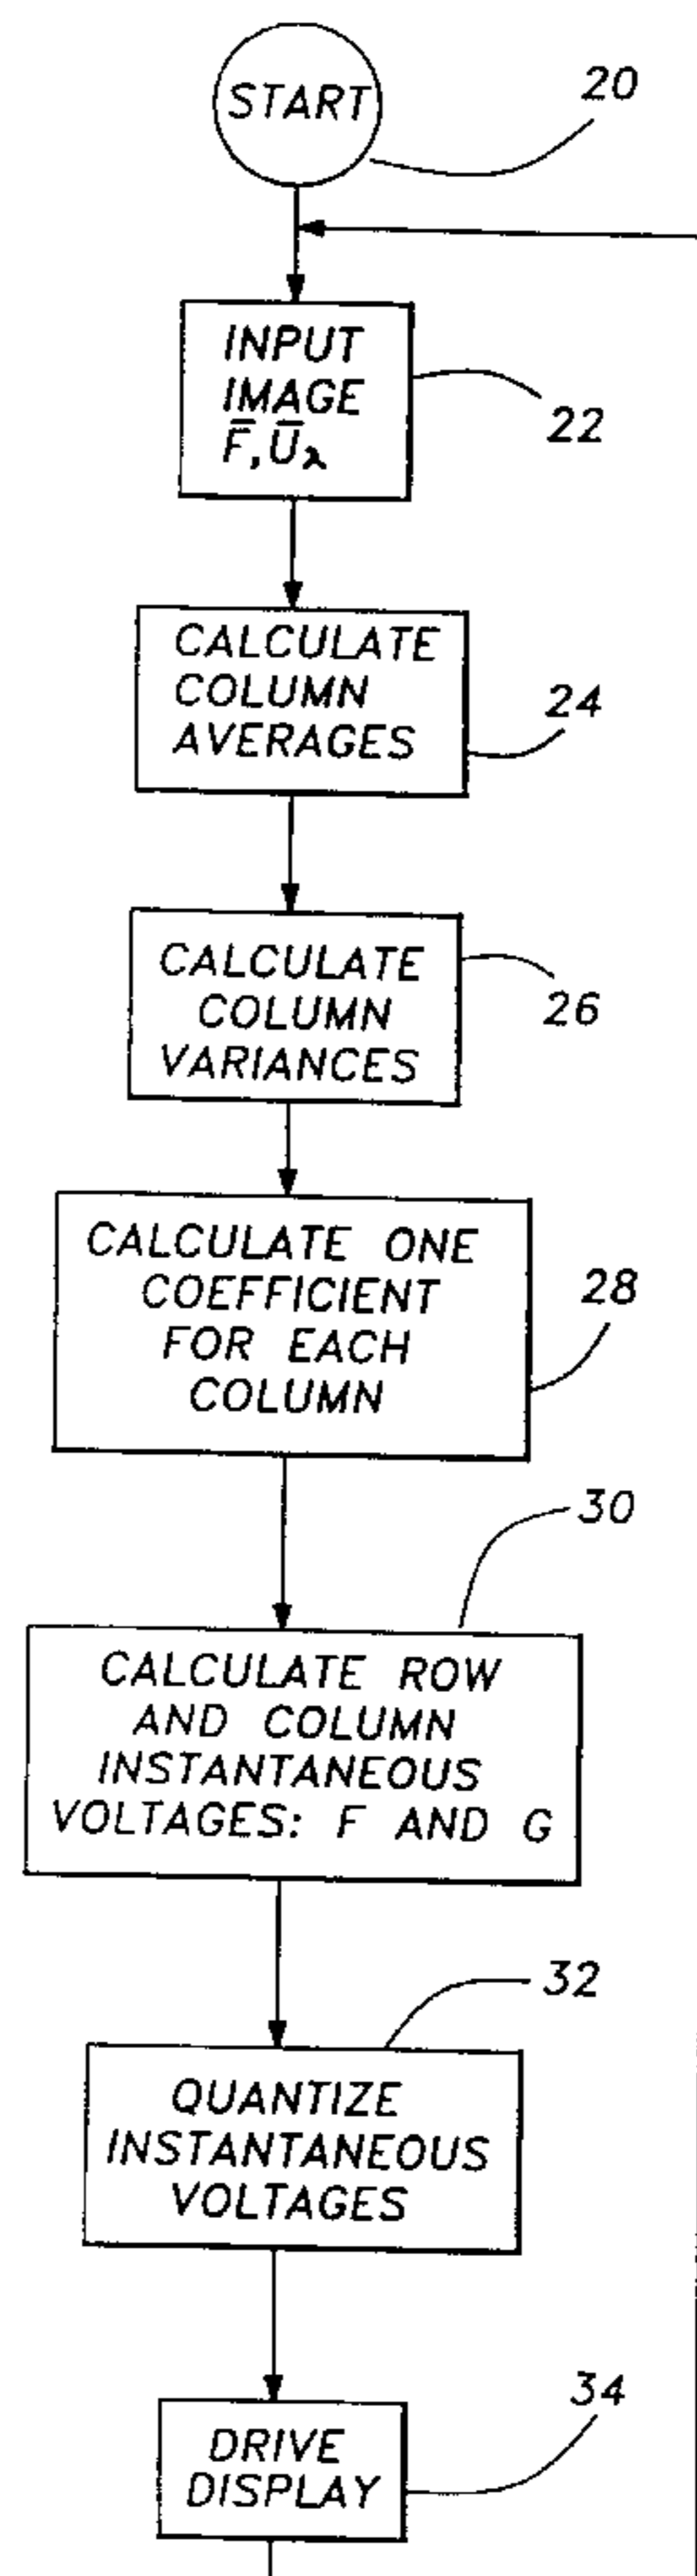 START
20
INPUT
IMAGE
F̅, U̅λ
22
CALCULATE
COLUMN
AVERAGES
24
CALCULATE
COLUMN
VARIANCES
26
CALCULATE ONE
COEFFICIENT
FOR EACH
COLUMN
28
30
CALCULATE ROW
AND COLUMN
INSTANTANEOUS
VOLTAGES: F AND G
32
QUANTIZE
INSTANTANEOUS
VOLTAGES
34
DRIVE
DISPLAY